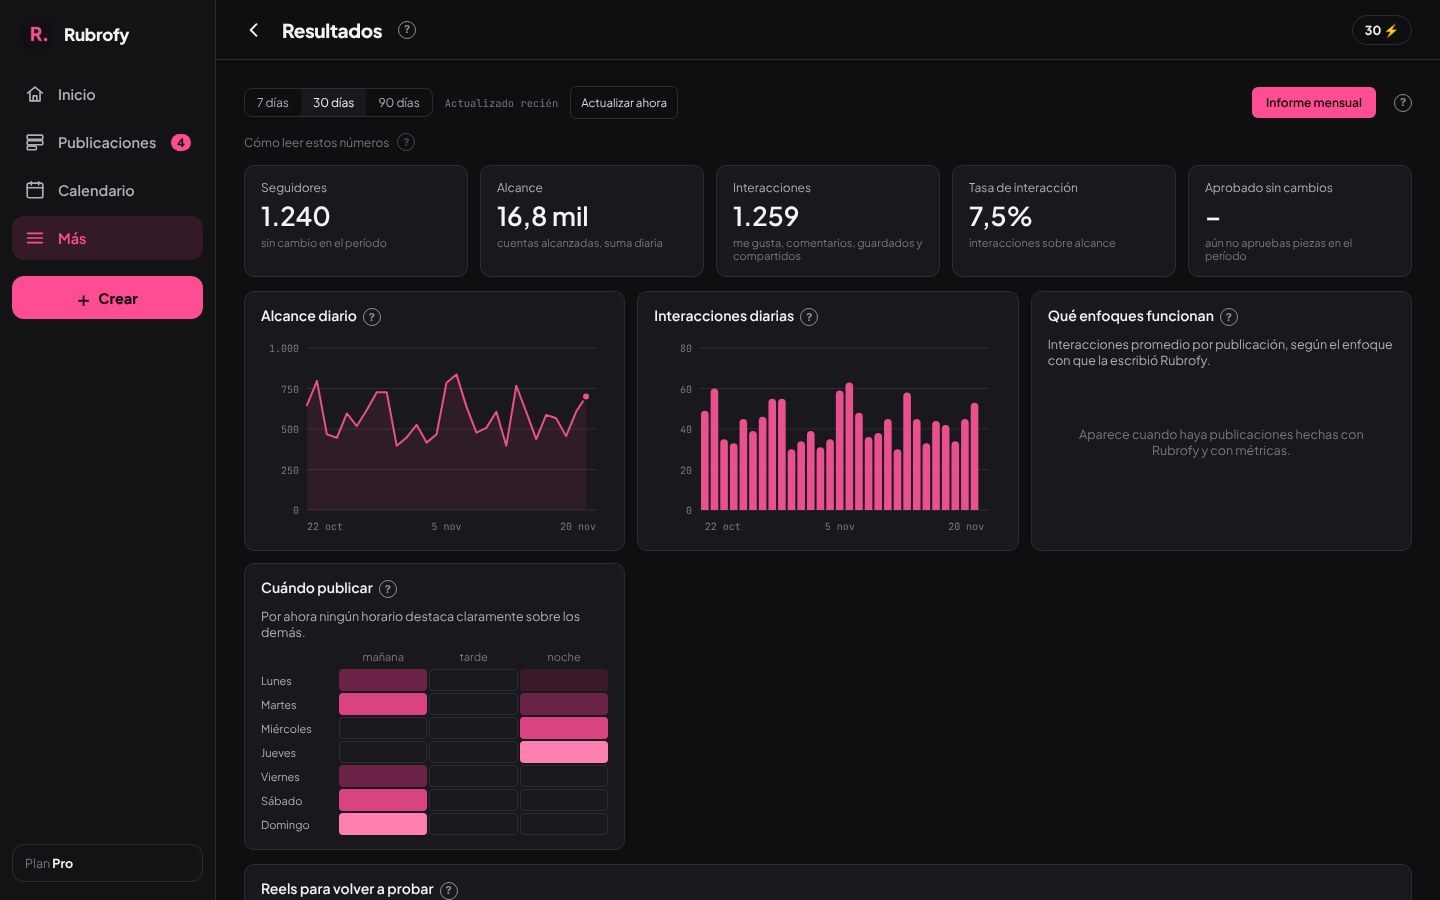 R. Rubrofy
Inicio
Publicaciones 4
Calendario
Más
+ Crear
Plan Pro
Resultados ?
30 ⚡
7 días 30 días 90 días Actualizado recién Actualizar ahora
Informe mensual ?
Cómo leer estos números ?
Seguidores
1.240
sin cambio en el período
Alcance
16,8 mil
cuentas alcanzadas, suma diaria
Interacciones
1.259
me gusta, comentarios, guardados y
compartidos
Tasa de interacción
7,5%
interacciones sobre alcance
Aprobado sin cambios
–
aún no apruebas piezas en el
período
Alcance diario ?
1.000
750
500
250
0
22 oct 5 nov 20 nov
Interacciones diarias ?
80
60
40
20
0
22 oct 5 nov 20 nov
Qué enfoques funcionan ?
Interacciones promedio por publicación, según el enfoque
con que la escribió Rubrofy.
Aparece cuando haya publicaciones hechas con
Rubrofy y con métricas.
Cuándo publicar ?
Por ahora ningún horario destaca claramente sobre los
demás.
mañana tarde noche
Lunes
Martes
Miércoles
Jueves
Viernes
Sábado
Domingo
Reels para volver a probar ?